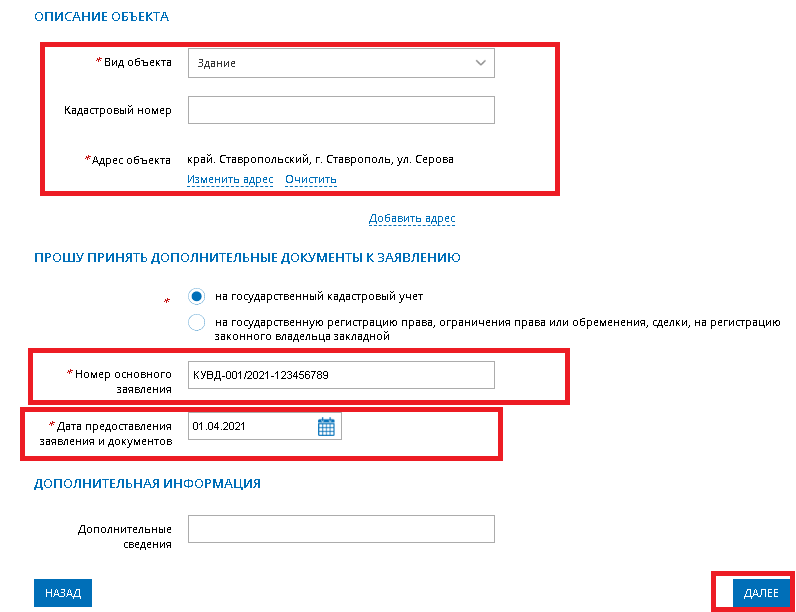 ОПИСАНИЕ ОБЪЕКТА
* Вид объекта Здание
Кадастровый номер
* Адрес объекта край. Ставропольский, г. Ставрополь, ул. Серова
Изменить адрес Очистить
Добавить адрес
ПРОШУ ПРИНЯТЬ ДОПОЛНИТЕЛЬНЫЕ ДОКУМЕНТЫ К ЗАЯВЛЕНИЮ
* на государственный кадастровый учет
на государственную регистрацию права, ограничения права или обременения, сделки, на регистрацию
законного владельца закладной
* Номер основного
заявления
КУВД-001/2021-123456789
* Дата предоставления
заявления и документов
01.04.2021
ДОПОЛНИТЕЛЬНАЯ ИНФОРМАЦИЯ
Дополнительные
сведения
НАЗАД ДАЛЕЕ